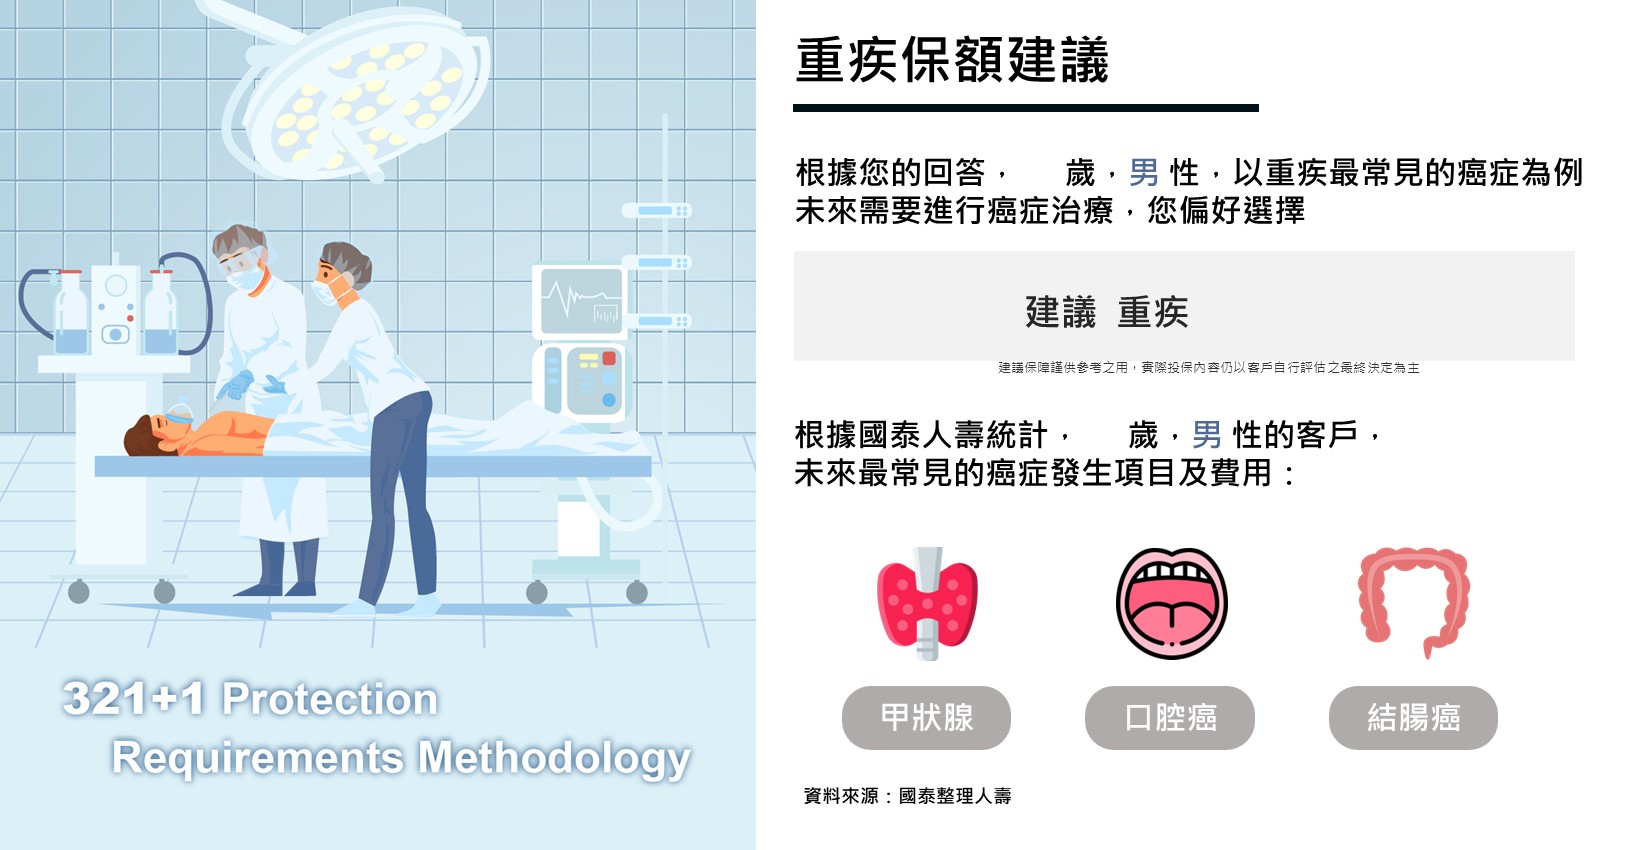 321+1 Protection
Requirements Methodology
重疾保額建議
根據您的回答， 歲，男 性，以重疾最常見的癌症為例
未來需要進行癌症治療，您偏好選擇
建議 重疾
建議保障謹供參考之用，實際投保內容仍以客戶自行評估之最終決定為主
根據國泰人壽統計， 歲，男 性的客戶，
未來最常見的癌症發生項目及費用：
甲狀腺
口腔癌
結腸癌
資料來源：國泰整理人壽